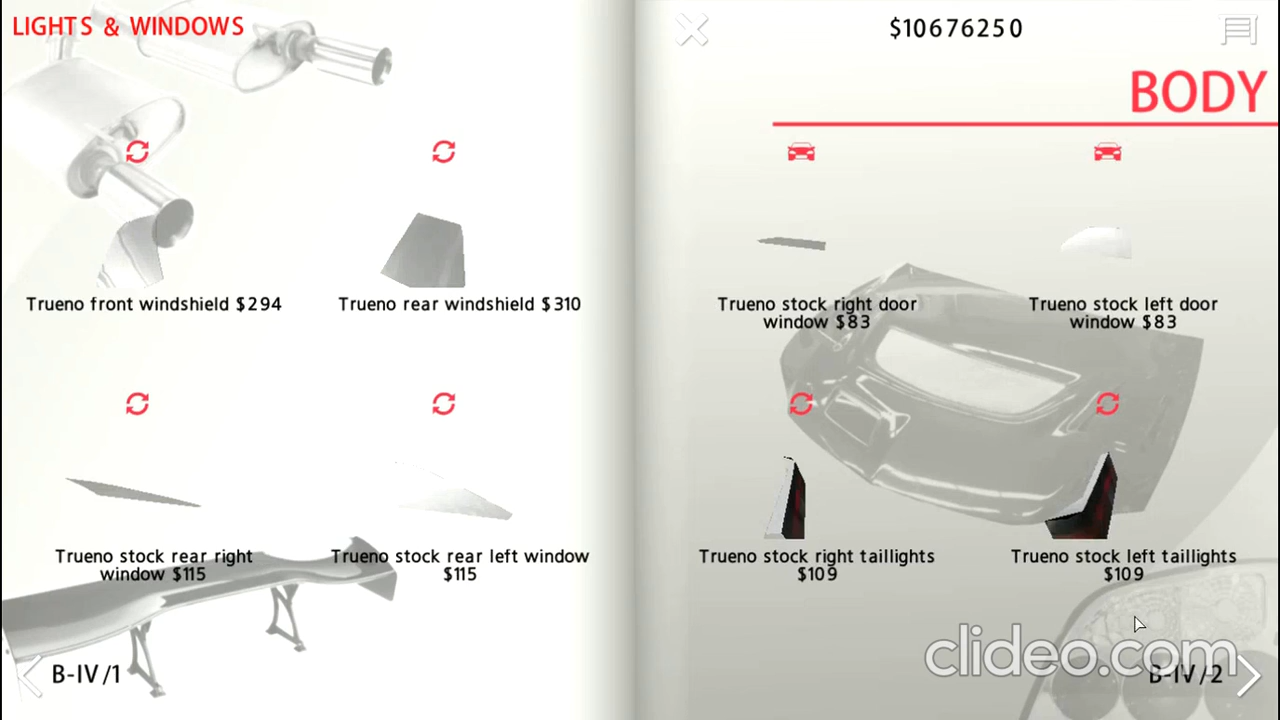 LIGHTS & WINDOWS
$10676250
BODY
Trueno front windshield $294
Trueno rear windshield $310
Trueno stock right door
window $83
Trueno stock left door
window $83
Trueno stock rear right
window $115
Trueno stock rear left window
$115
Trueno stock right taillights
$109
Trueno stock left taillights
$109
B-IV/1
B-IV/2
clideo.com